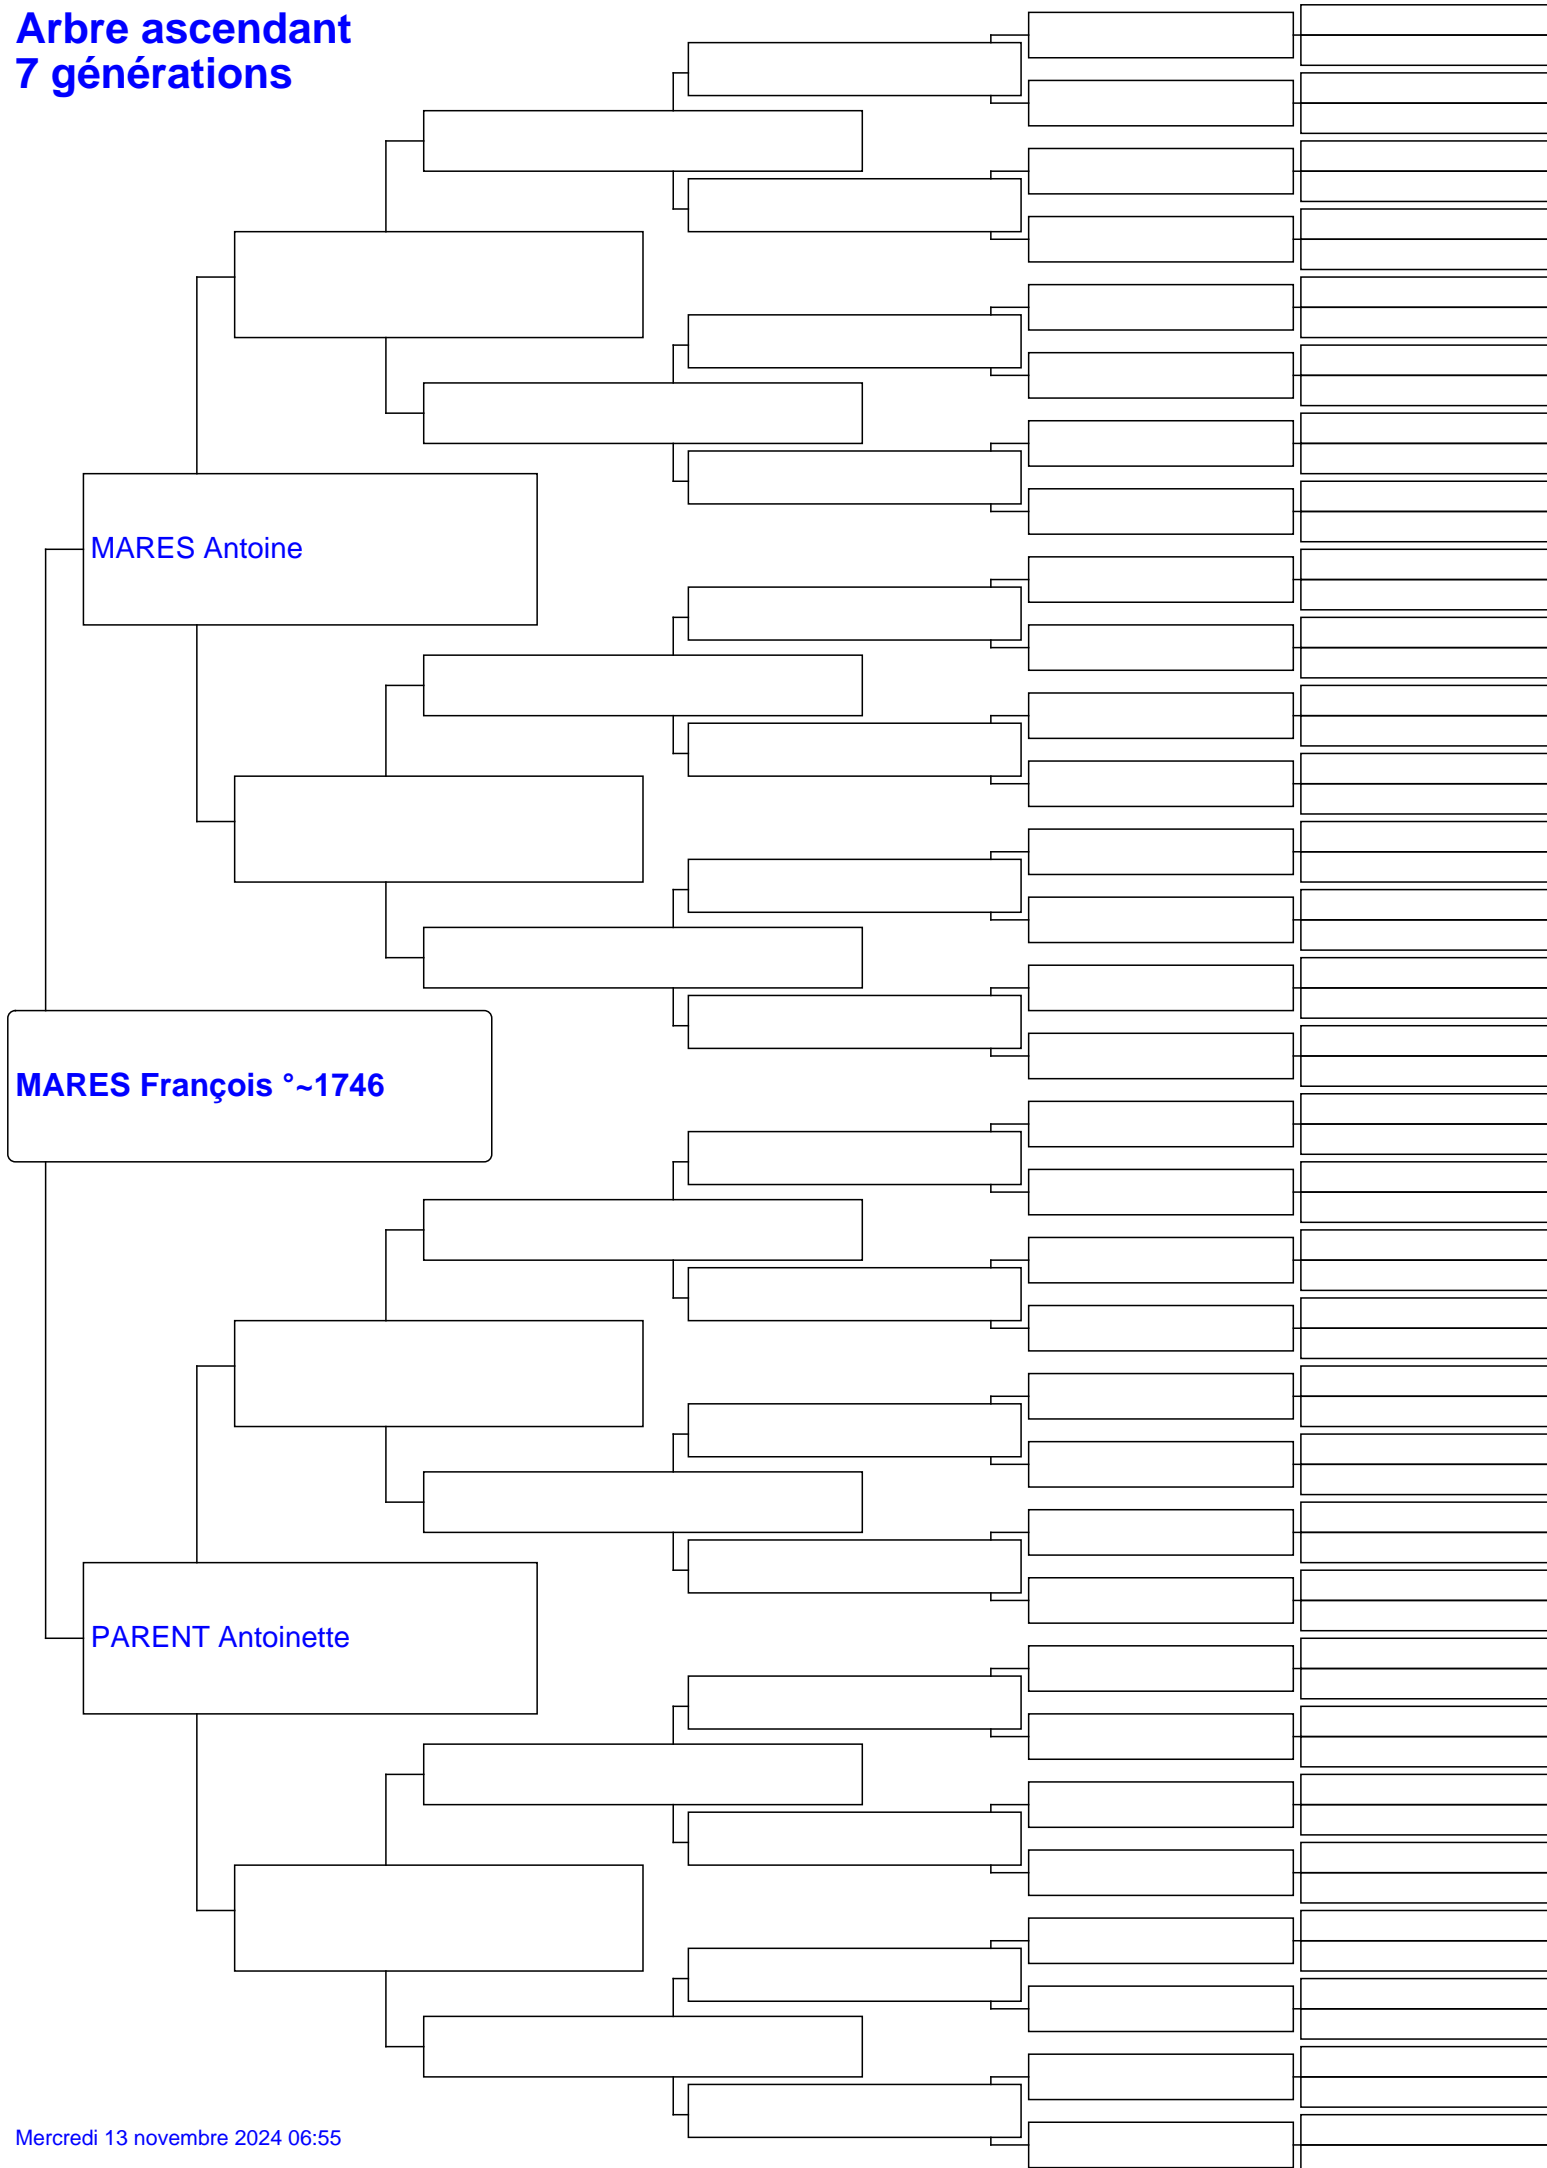 Arbre ascendant
7 générations
MARES Antoine
MARES François °~1746
PARENT Antoinette
Mercredi 13 novembre 2024 06:55